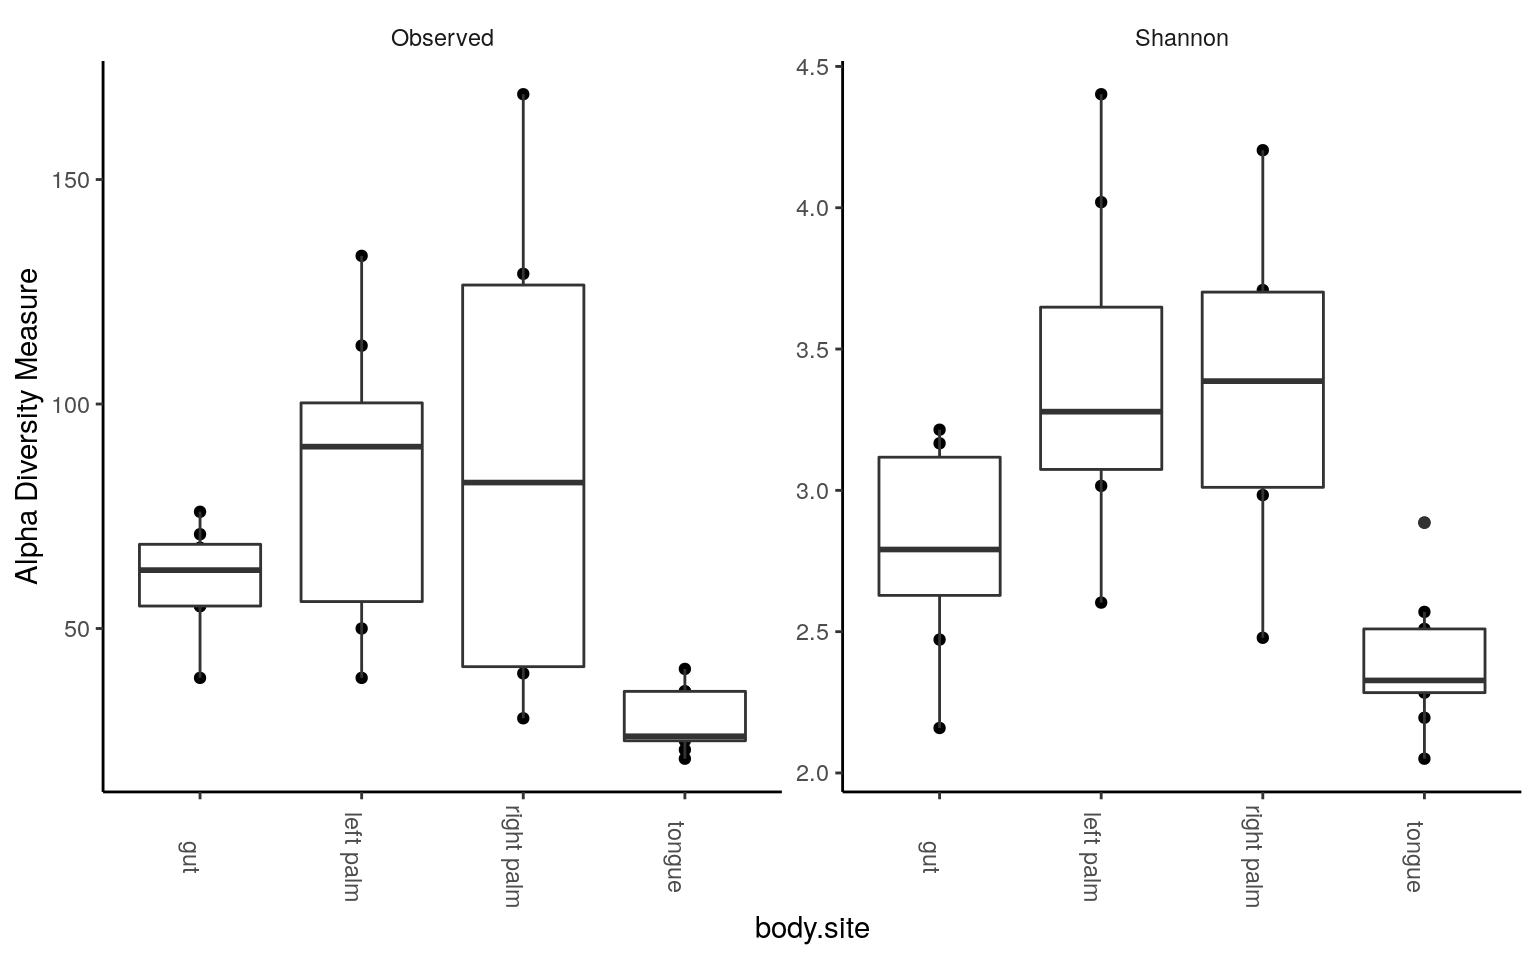 Observed
Shannon
Alpha Diversity Measure
150
100
50
4.5
4.0
3.5
3.0
2.5
2.0
gut
left palm
right palm
tongue
gut
left palm
right palm
tongue
body.site